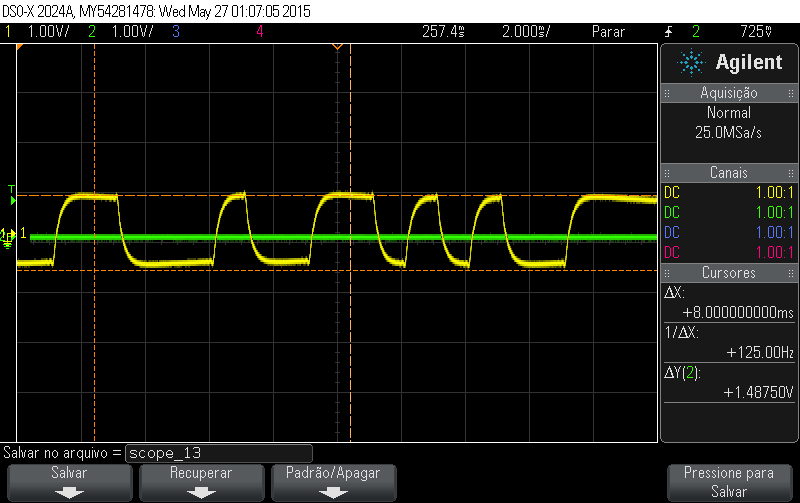 DSO-X 2024A, MY54281478: Wed May 27 01:07:05 2015
1 1.00V/ 2 1.00V/ 3 4 257.4s 2.000s/ Parar 2 725V
Agilent
Aquisição
Normal
25.0MSa/s
Canais
DC 1.00:1
DC 1.00:1
DC 1.00:1
DC 1.00:1
Cursores
ΔX:
+8.000000000ms
1/ΔX:
+125.00Hz
ΔY(2):
+1.48750V
T
1
Salvar no arquivo = scope_13
Salvar
Recuperar
Padrão/Apagar
Pressione para
Salvar